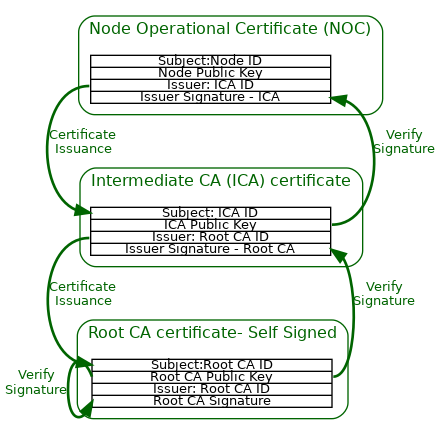 Node Operational Certificate (NOC)
Subject:Node ID
Node Public Key
Issuer: ICA ID
Issuer Signature - ICA
Certificate
Issuance
Verify
Signature
Intermediate CA (ICA) certificate
Subject: ICA ID
ICA Public Key
Issuer: Root CA ID
Issuer Signature - Root CA
Certificate
Issuance
Verify
Signature
Root CA certificate- Self Signed
Subject:Root CA ID
Root CA Public Key
Issuer: Root CA ID
Root CA Signature
Verify
Signature